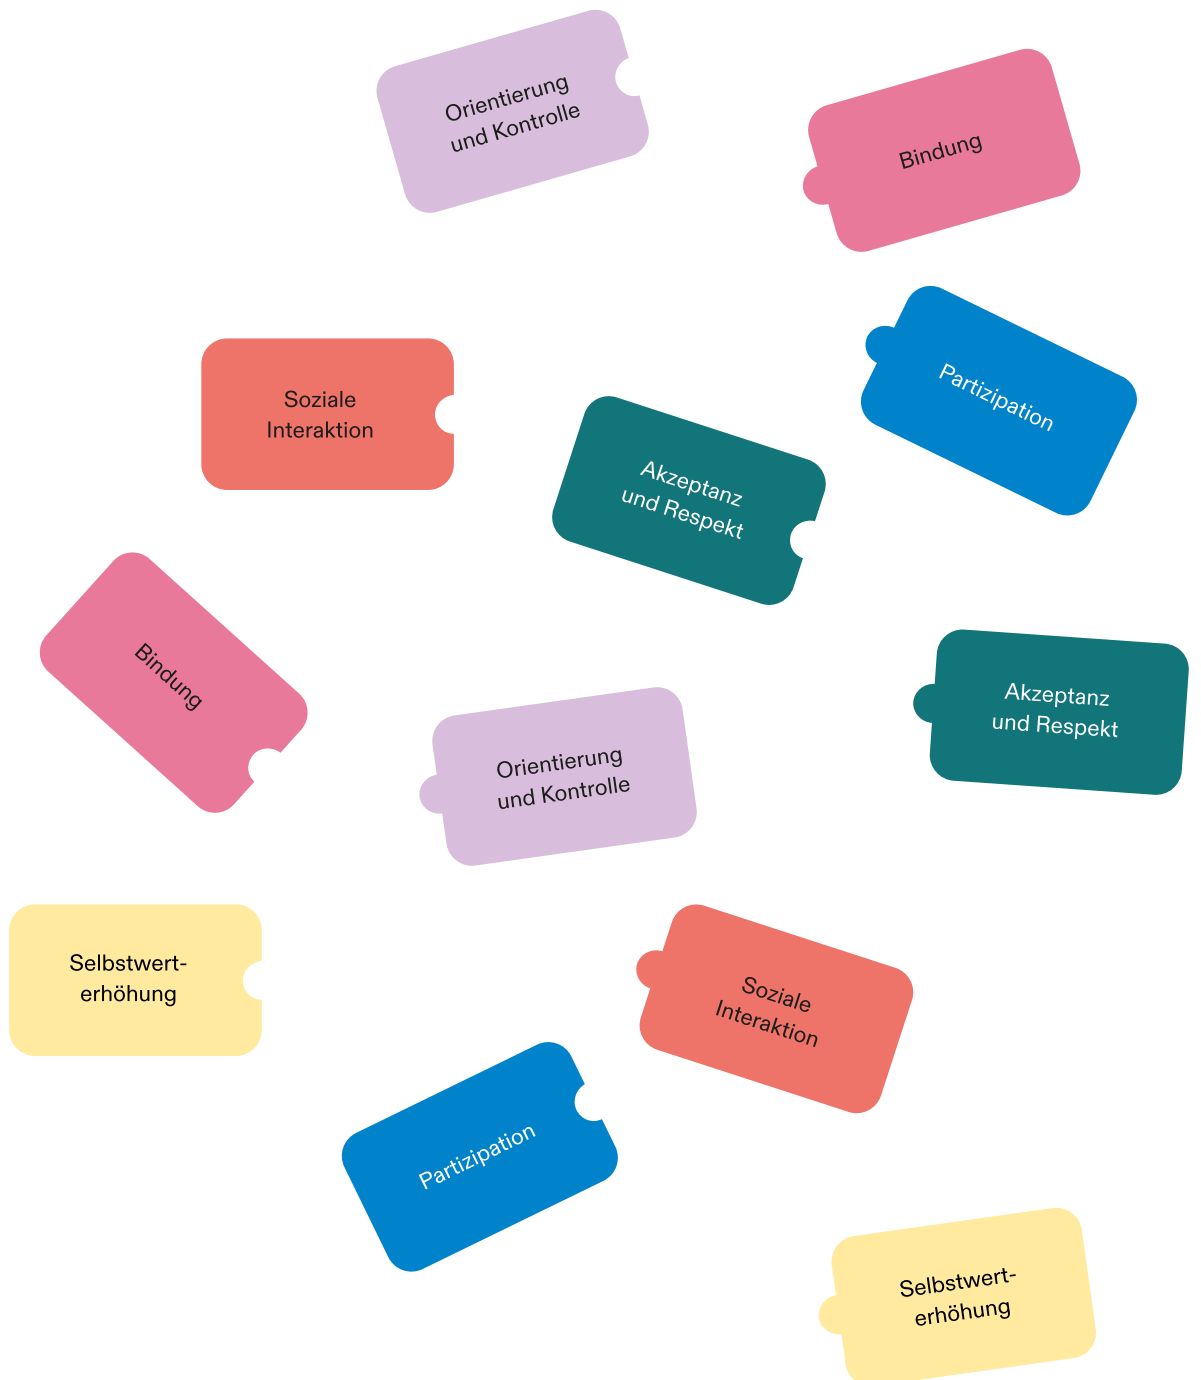 Orientierung
und Kontrolle
Bindung
Partizipation
Soziale
Interaktion
Akzeptanz
und Respekt
Bindung
Akzeptanz
und Respekt
Orientierung
und Kontrolle
Selbstwert-
erhöhung
Soziale
Interaktion
Partizipation
Selbstwert-
erhöhung